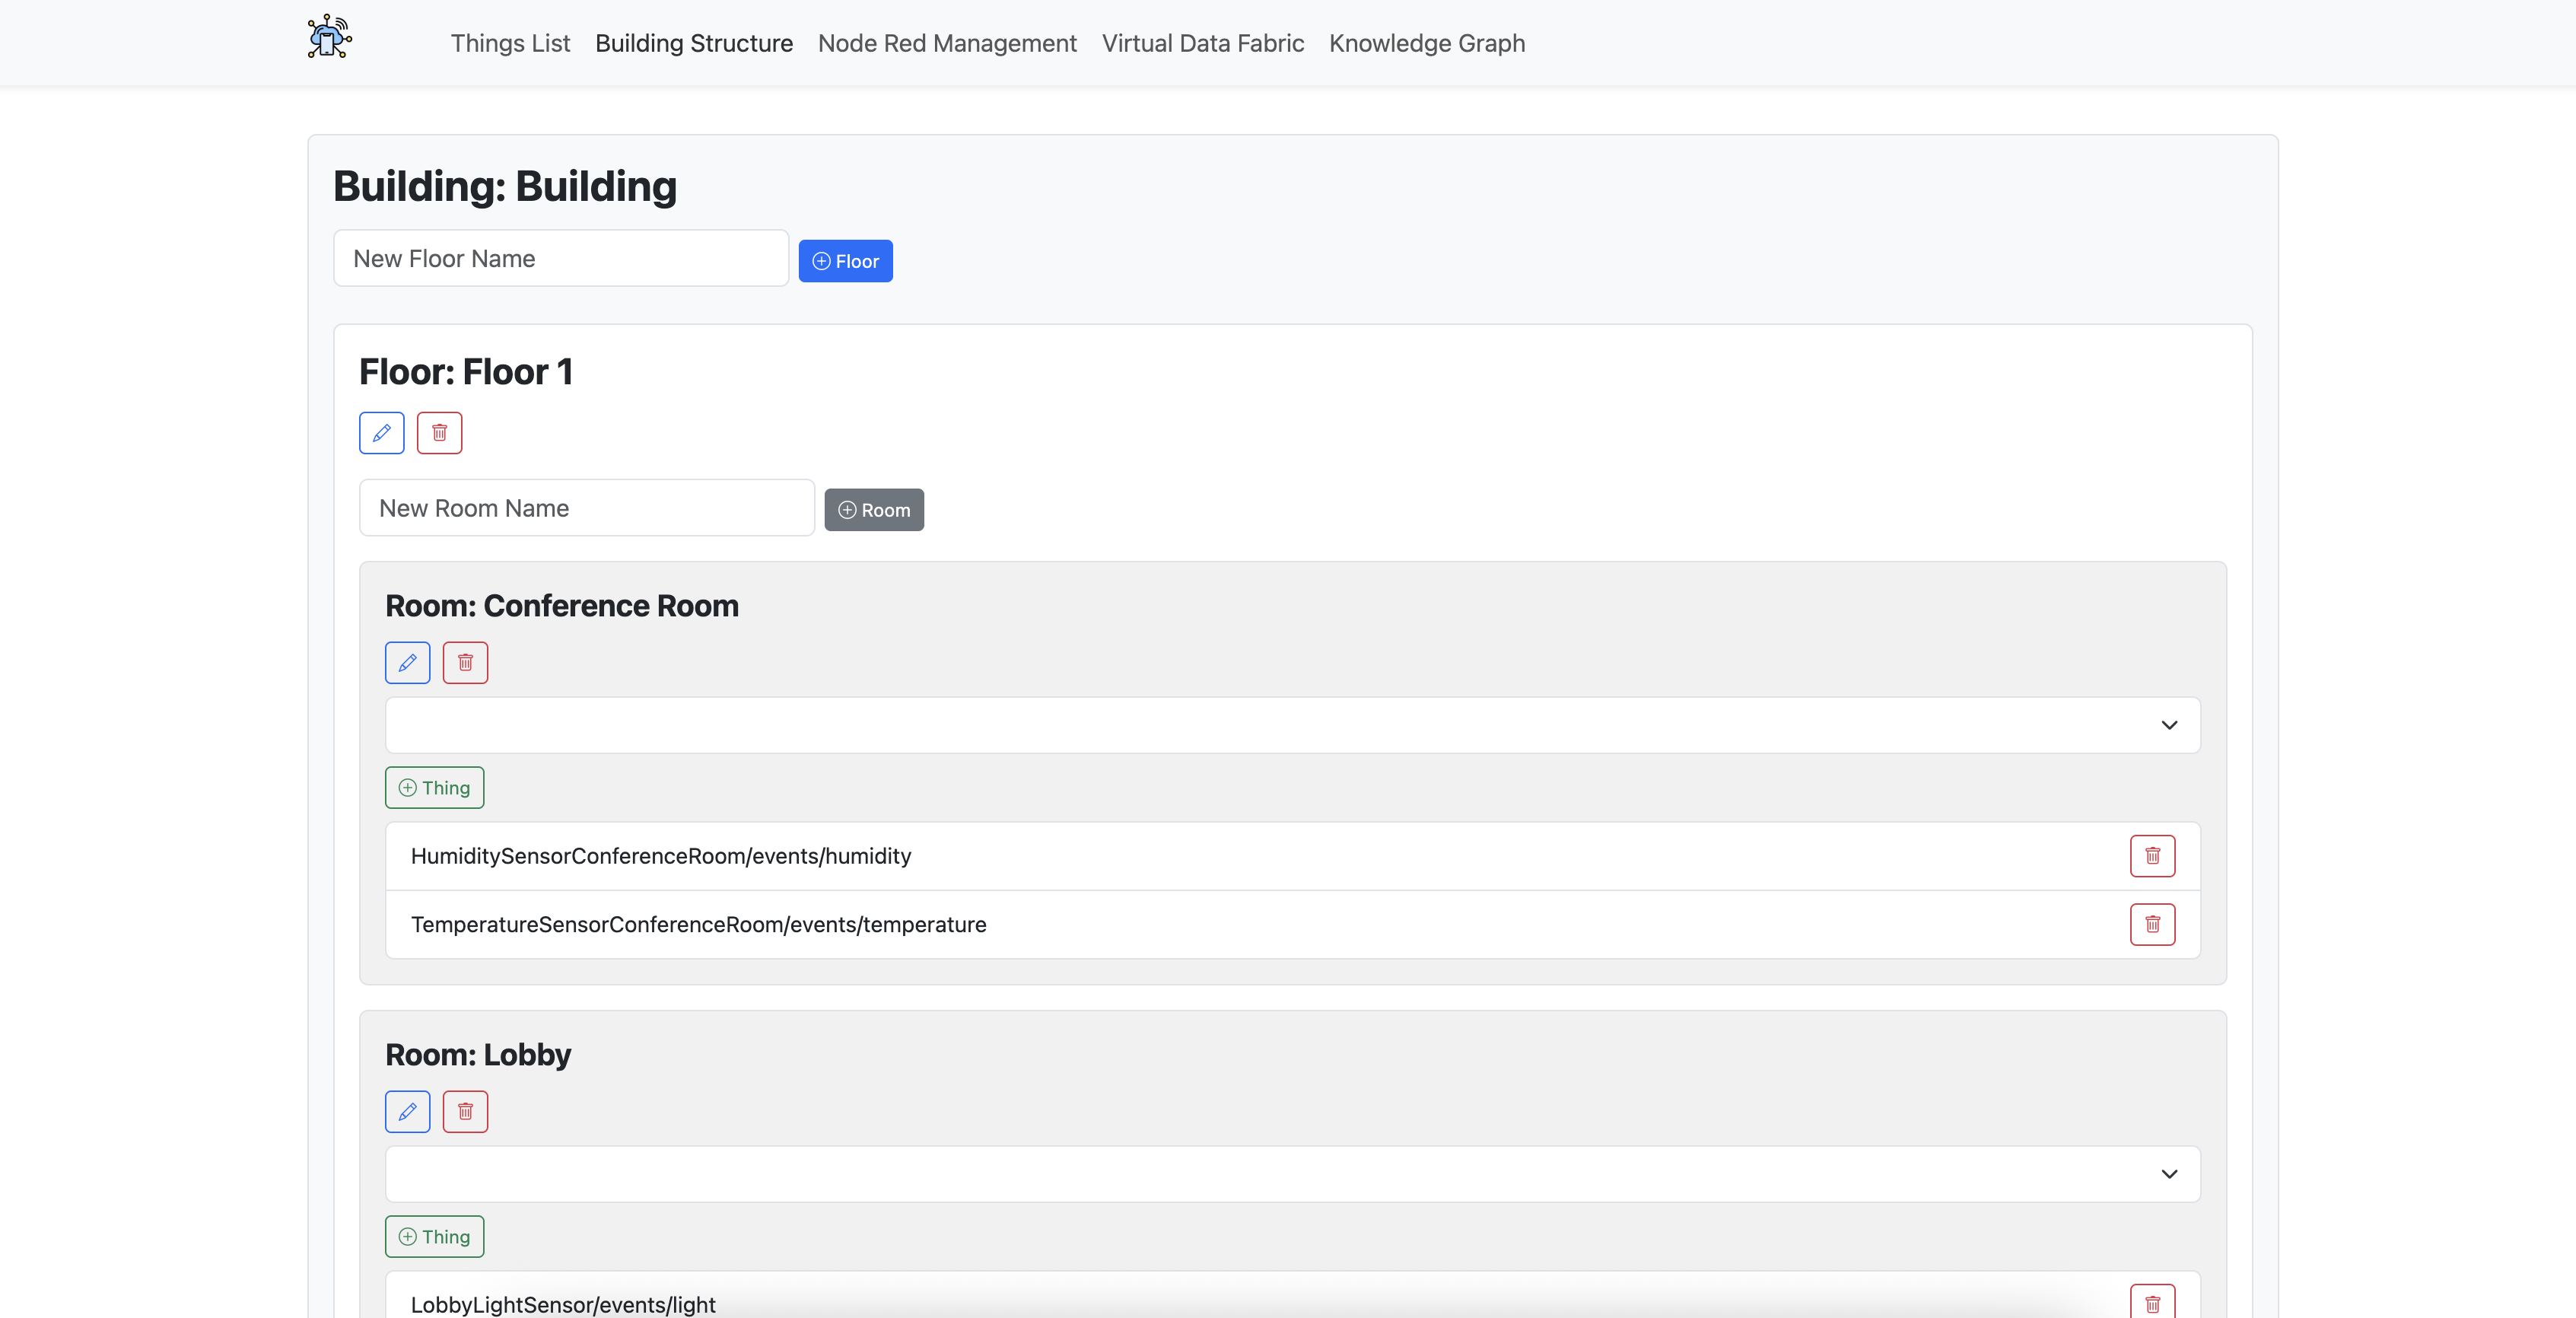 Things List Building Structure Node Red Management Virtual Data Fabric Knowledge Graph
Building: Building
New Floor Name Floor
Floor: Floor 1
New Room Name Room
Room: Conference Room
Thing
HumiditySensorConferenceRoom/events/humidity
TemperatureSensorConferenceRoom/events/temperature
Room: Lobby
Thing
LobbyLightSensor/events/light